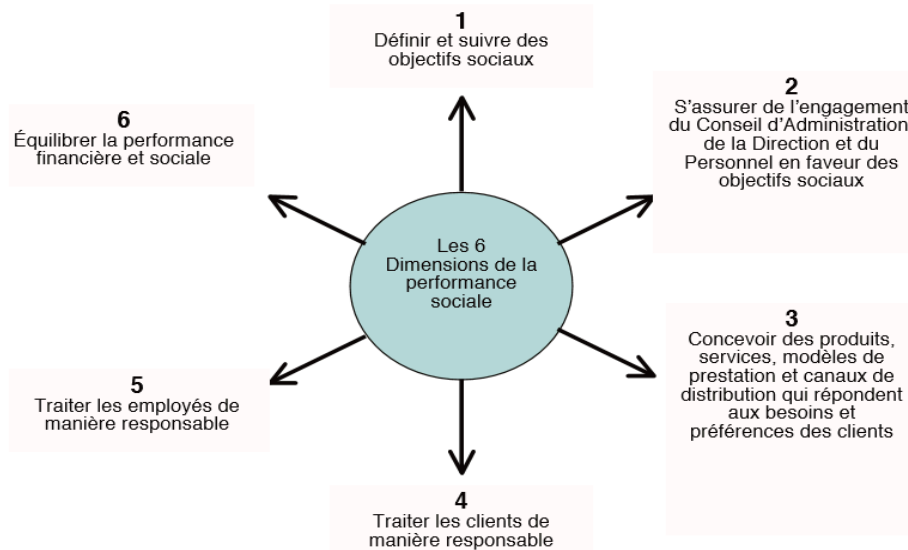 1
Définir et suivre des
objectifs sociaux
2
S'assurer de l'engagement
du Conseil d'Administration
de la Direction et du
Personnel en faveur des
objectifs sociaux
3
Concevoir des produits,
services, modèles de
prestation et canaux de
distribution qui répondent
aux besoins et
préférences des clients
4
Traiter les clients de
manière responsable
5
Traiter les employés de
manière responsable
6
Équilibrer la performance
financière et sociale
Les 6
Dimensions de la
performance
sociale